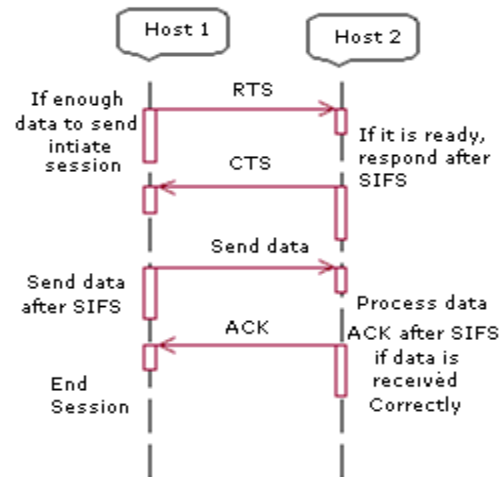 Host 1
Host 2
RTS
If enough
data to send
intiate
session
If it is ready,
respond after
SIFS
CTS
Send data
Send data
after SIFS
Process data
ACK
ACK after SIFS
if data is
received
Correctly
End
Session